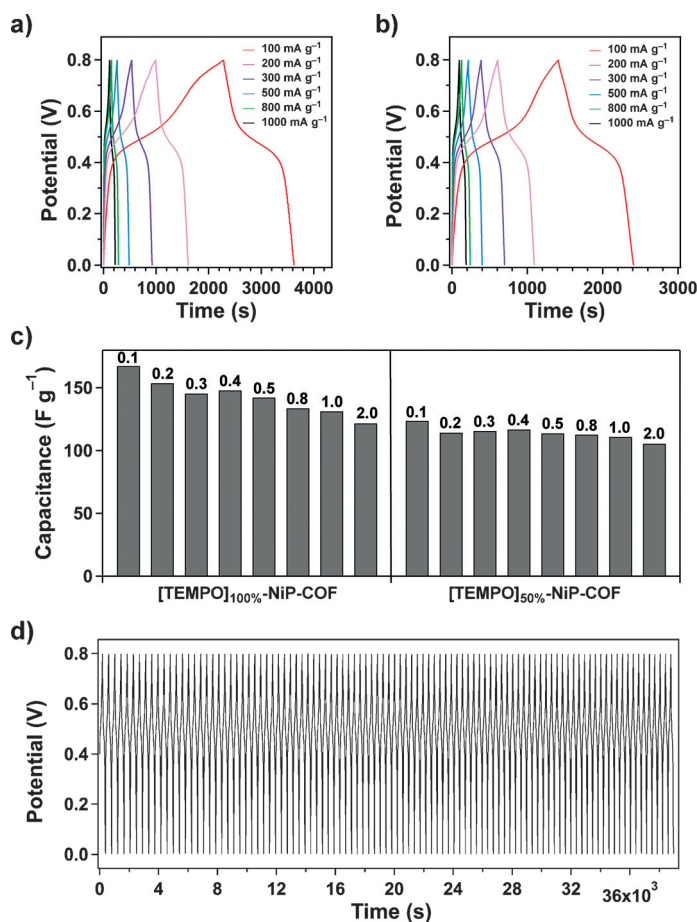 a)
Potential (V)
0.8
0.6
0.4
0.2
0.0
100 mA g⁻¹
200 mA g⁻¹
300 mA g⁻¹
500 mA g⁻¹
800 mA g⁻¹
1000 mA g⁻¹
0 1000 2000 3000 4000
Time (s)
b)
Potential (V)
0.8
0.6
0.4
0.2
0.0
100 mA g⁻¹
200 mA g⁻¹
300 mA g⁻¹
500 mA g⁻¹
800 mA g⁻¹
1000 mA g⁻¹
0 1000 2000 3000
Time (s)
c)
Capacitance (F g⁻¹)
150
100
50
0
0.1 0.2 0.3 0.4 0.5 0.8 1.0 2.0
0.1 0.2 0.3 0.4 0.5 0.8 1.0 2.0
[TEMPO]₁₀₀%-NiP-COF
[TEMPO]₅₀%-NiP-COF
d)
Potential (V)
0.8
0.6
0.4
0.2
0.0
0 4 8 12 16 20 24 28 32 36x10³
Time (s)